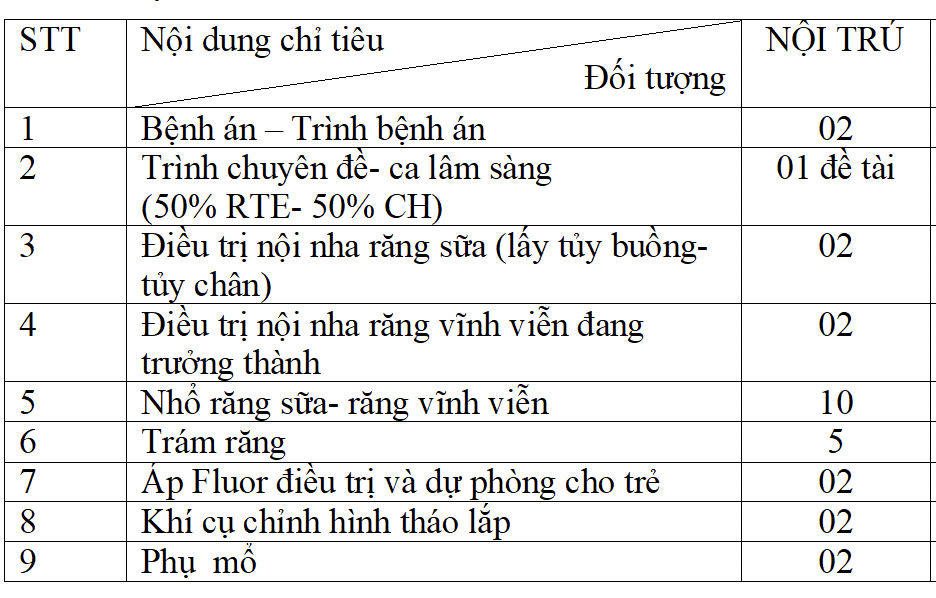 STT Nội dung chỉ tiêu NỘI TRÚ
Đối tượng
1 Bệnh án – Trình bệnh án 02
2 Trình chuyên đề- ca lâm sàng 01 đề tài
(50% RTE- 50% CH)
3 Điều trị nội nha răng sữa (lấy tủy buồng- 02
tủy chân)
4 Điều trị nội nha răng vĩnh viễn đang 02
trưởng thành
5 Nhổ răng sữa- răng vĩnh viễn 10
6 Trám răng 5
7 Áp Fluor điều trị và dự phòng cho trẻ 02
8 Khí cụ chỉnh hình tháo lắp 02
9 Phụ mổ 02